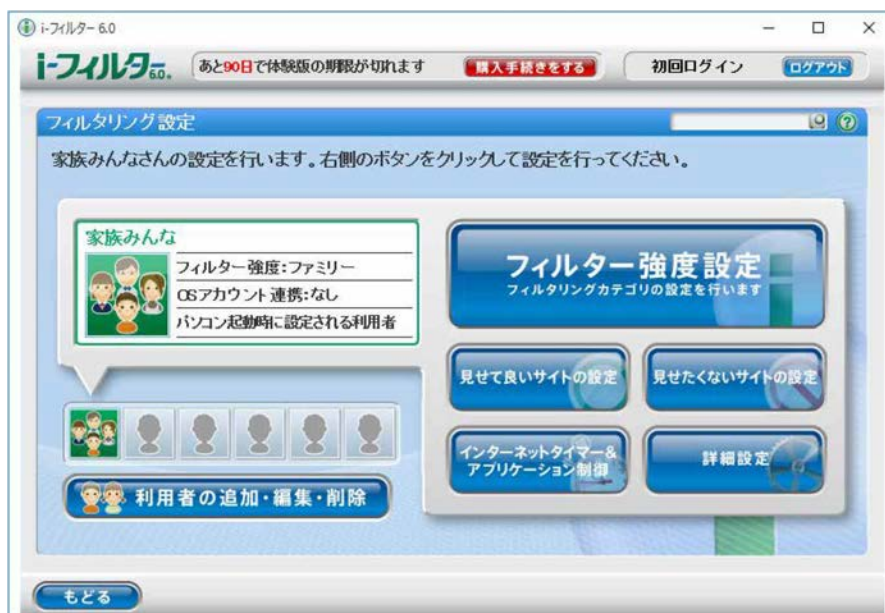 i-フィルター 6.0
i-フィルター 6.0.
あと90日で体験版の期限が切れます
購入手続きをする
初回ログイン
ログアウト
フィルタリング設定
家族みんなさんの設定を行います。右側のボタンをクリックして設定を行ってください。
家族みんな
フィルター強度:ファミリー
OSアカウント連携:なし
パソコン起動時に設定される利用者
フィルター強度設定
フィルタリングカテゴリの設定を行います
見せて良いサイトの設定
見せたくないサイトの設定
インターネットタイマー&
アプリケーション制御
詳細設定
利用者の追加・編集・削除
もどる